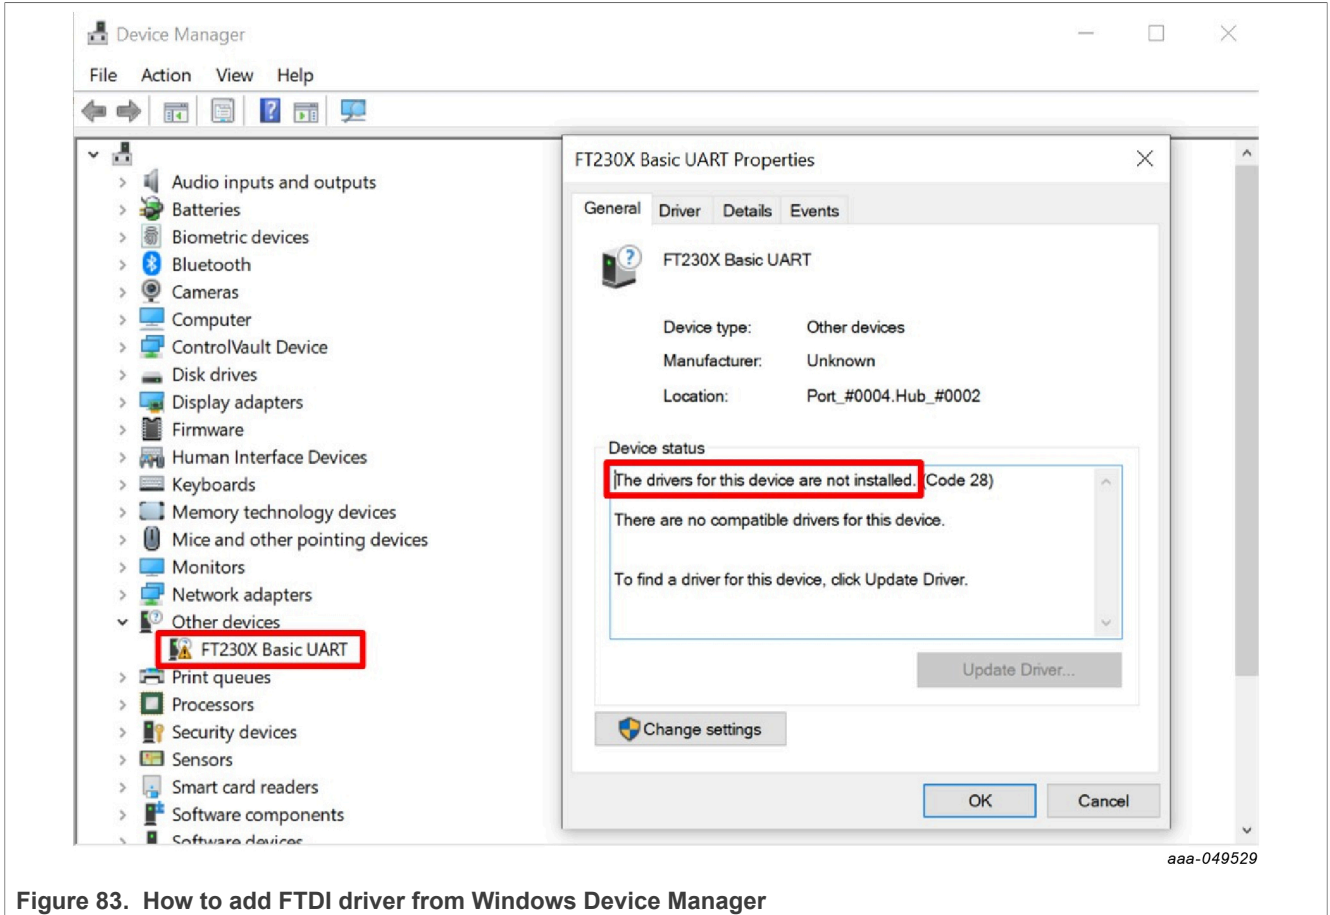 Device Manager
File Action View Help
Audio inputs and outputs
Batteries
Biometric devices
Bluetooth
Cameras
Computer
ControlVault Device
Disk drives
Display adapters
Firmware
Human Interface Devices
Keyboards
Memory technology devices
Mice and other pointing devices
Monitors
Network adapters
Other devices
FT230X Basic UART
Print queues
Processors
Security devices
Sensors
Smart card readers
Software components
Software devices
FT230X Basic UART Properties
General Driver Details Events
FT230X Basic UART
Device type: Other devices
Manufacturer: Unknown
Location: Port_#0004.Hub_#0002
Device status
The drivers for this device are not installed. (Code 28)
There are no compatible drivers for this device.
To find a driver for this device, click Update Driver.
Update Driver...
Change settings
OK Cancel
aaa-049529
Figure 83. How to add FTDI driver from Windows Device Manager